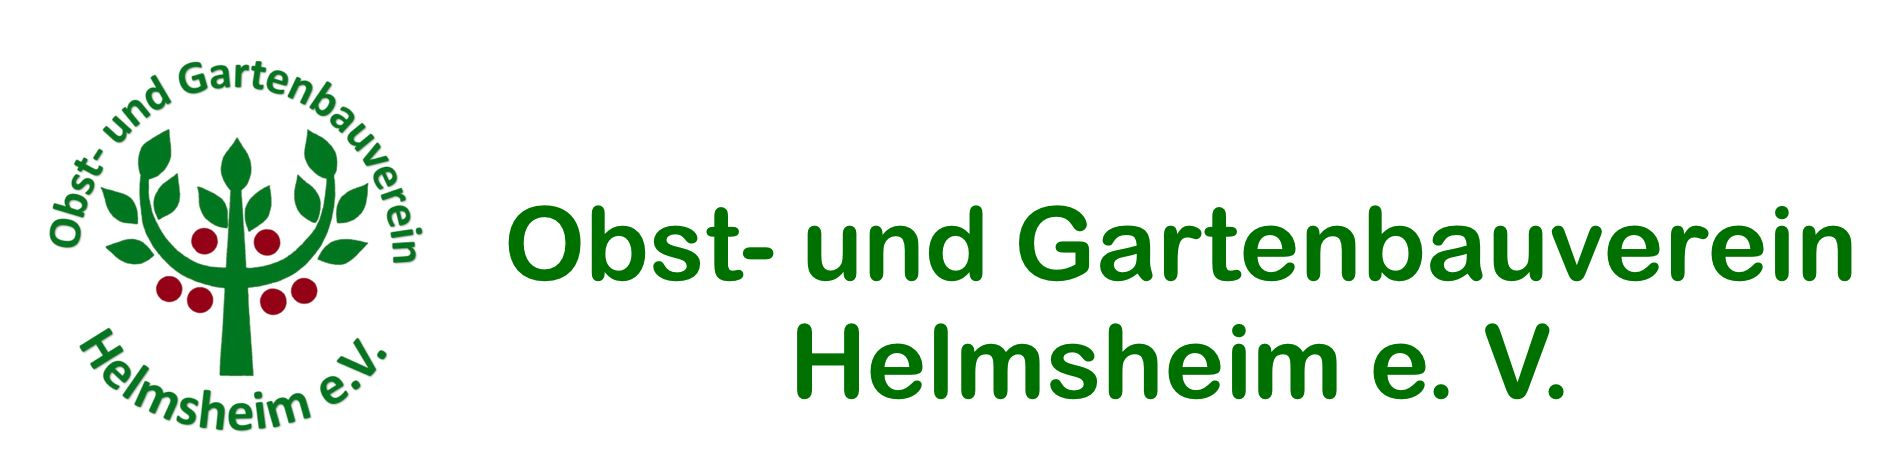 Obst- und Gartenbauverein
Helmsheim e.V.
Obst- und Gartenbauverein
Helmsheim e. V.